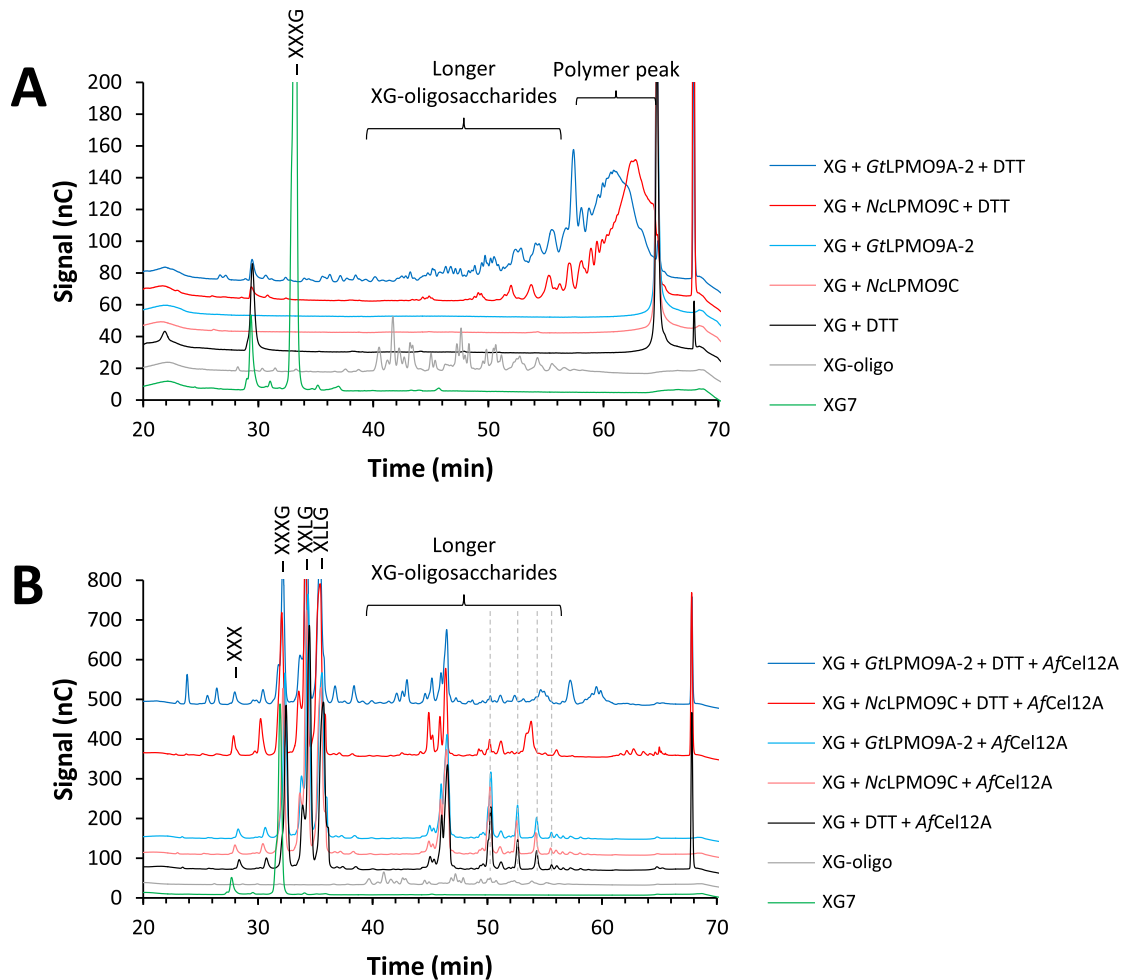 A
XXXG
Longer
XG-oligosaccharides
Polymer peak
200
180
160
140
120
100
80
60
40
20
0
Signal (nC)
20 30 40 50 60 70
Time (min)
XG + GtLPMO9A-2 + DTT
XG + NcLPMO9C + DTT
XG + GtLPMO9A-2
XG + NcLPMO9C
XG + DTT
XG-oligo
XG7
B
XXX
XXXG
XXLG
XLLG
Longer
XG-oligosaccharides
800
700
600
500
400
300
200
100
0
Signal (nC)
20 30 40 50 60 70
Time (min)
XG + GtLPMO9A-2 + DTT + AfCel12A
XG + NcLPMO9C + DTT + AfCel12A
XG + GtLPMO9A-2 + AfCel12A
XG + NcLPMO9C + AfCel12A
XG + DTT + AfCel12A
XG-oligo
XG7